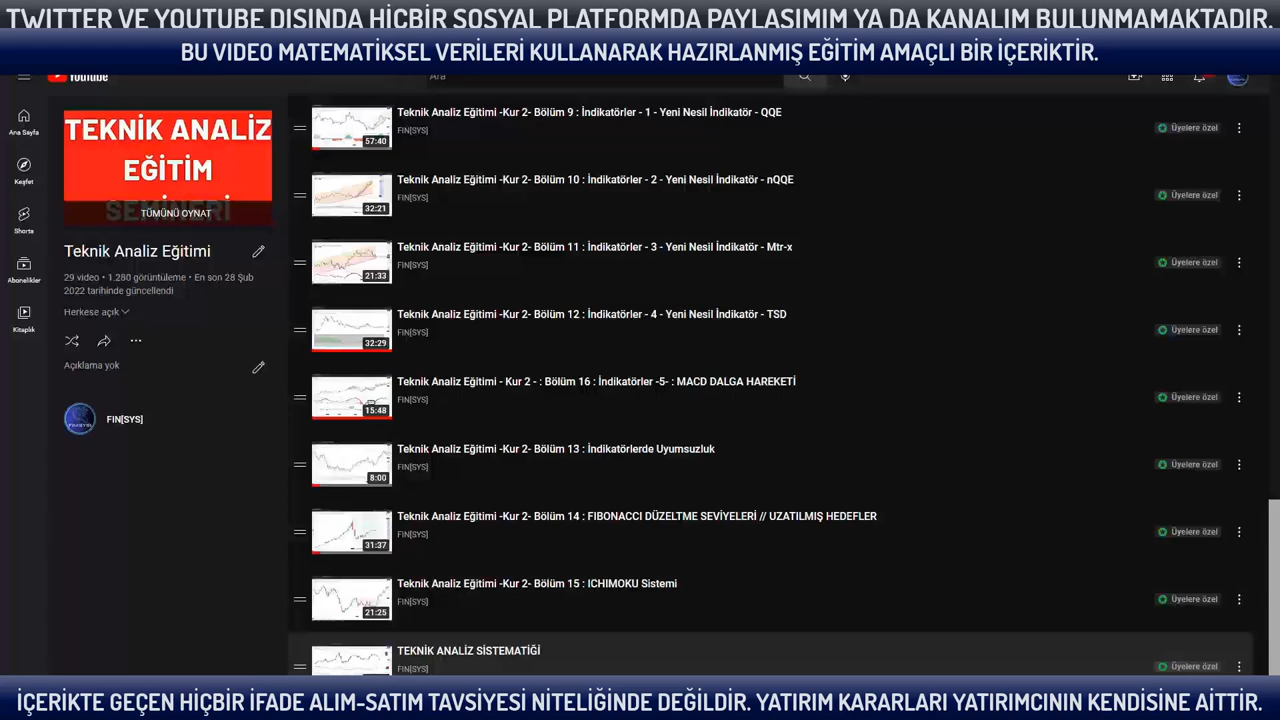 TWITTER VE YOUTUBE DISINDA HİCBİR SOSYAL PLATFORMDA PAYLASIMIM YA DA KANALIM BULUNMAMAKTADIR.
BU VIDEO MATEMATİKSEL VERİLERİ KULLANARAK HAZIRLANMIŞ EĞİTİM AMAÇLI BİR İÇERİKTİR.
YouTube
Ara
Ana Sayfa
Keşfet
Shorts
Abonelikler
Kitaplık
TEKNİK ANALİZ
EĞİTİM
SEMİNERİ
TÜMÜNÜ OYNAT
Teknik Analiz Eğitimi
29 video • 1.280 görüntüleme • En son 28 Şub
2022 tarihinde güncellendi
Herkese açık
Açıklama yok
FIN[SYS]
57:40
Teknik Analiz Eğitimi -Kur 2- Bölüm 9 : İndikatörler - 1 - Yeni Nesil İndikatör - QQE
FIN[SYS]
Üyelere özel
32:21
Teknik Analiz Eğitimi -Kur 2- Bölüm 10 : İndikatörler - 2 - Yeni Nesil İndikatör - nQQE
FIN[SYS]
Üyelere özel
21:33
Teknik Analiz Eğitimi -Kur 2- Bölüm 11 : İndikatörler - 3 - Yeni Nesil İndikatör - Mtr-x
FIN[SYS]
Üyelere özel
32:29
Teknik Analiz Eğitimi -Kur 2- Bölüm 12 : İndikatörler - 4 - Yeni Nesil İndikatör - TSD
FIN[SYS]
Üyelere özel
15:48
Teknik Analiz Eğitimi - Kur 2 - : Bölüm 16 : İndikatörler -5- : MACD DALGA HAREKETİ
FIN[SYS]
Üyelere özel
8:00
Teknik Analiz Eğitimi -Kur 2- Bölüm 13 : İndikatörlerde Uyumsuzluk
FIN[SYS]
Üyelere özel
31:37
Teknik Analiz Eğitimi -Kur 2- Bölüm 14 : FIBONACCI DÜZELTME SEVİYELERİ // UZATILMIŞ HEDEFLER
FIN[SYS]
Üyelere özel
21:25
Teknik Analiz Eğitimi -Kur 2- Bölüm 15 : ICHIMOKU Sistemi
FIN[SYS]
Üyelere özel
TEKNİK ANALİZ SİSTEMATİĞİ
FIN[SYS]
Üyelere özel
İÇERİKTE GEÇEN HİÇBİR İFADE ALIM-SATIM TAVSİYESİ NİTELİĞİNDE DEĞİLDİR. YATIRIM KARARLARI YATIRIMCININ KENDİSİNE AİTTİR.